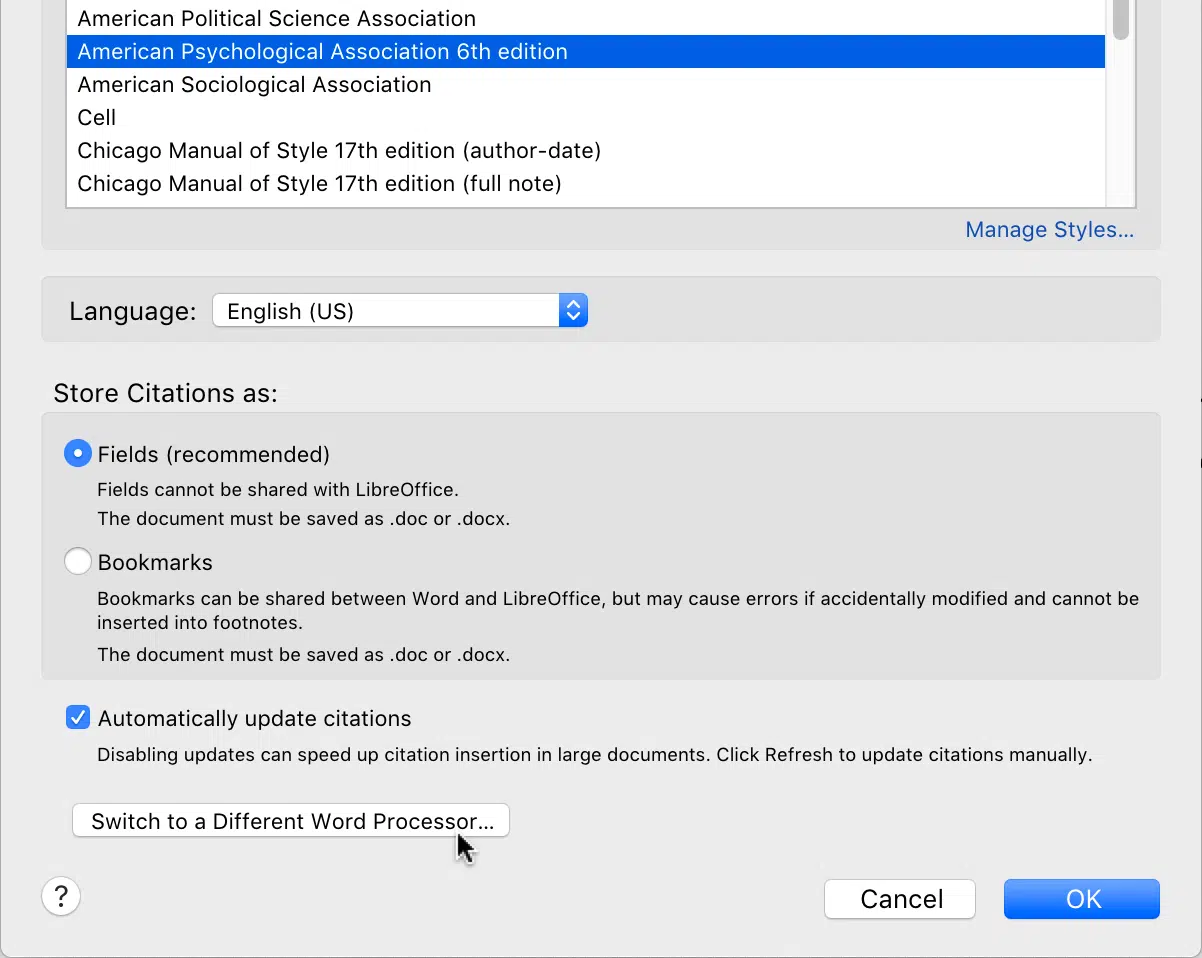 American Political Science Association
American Psychological Association 6th edition
American Sociological Association
Cell
Chicago Manual of Style 17th edition (author-date)
Chicago Manual of Style 17th edition (full note)
Manage Styles...
Language: English (US)
Store Citations as:
Fields (recommended)
Fields cannot be shared with LibreOffice.
The document must be saved as .doc or .docx.
Bookmarks
Bookmarks can be shared between Word and LibreOffice, but may cause errors if accidentally modified and cannot be
inserted into footnotes.
The document must be saved as .doc or .docx.
Automatically update citations
Disabling updates can speed up citation insertion in large documents. Click Refresh to update citations manually.
Switch to a Different Word Processor...
? Cancel OK